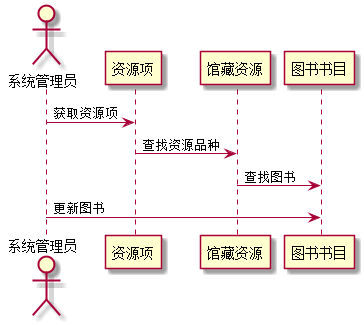 系统管理员
资源项
馆藏资源
图书书目
获取资源项
查找资源品种
查找图书
更新图书
系统管理员
资源项
馆藏资源
图书书目